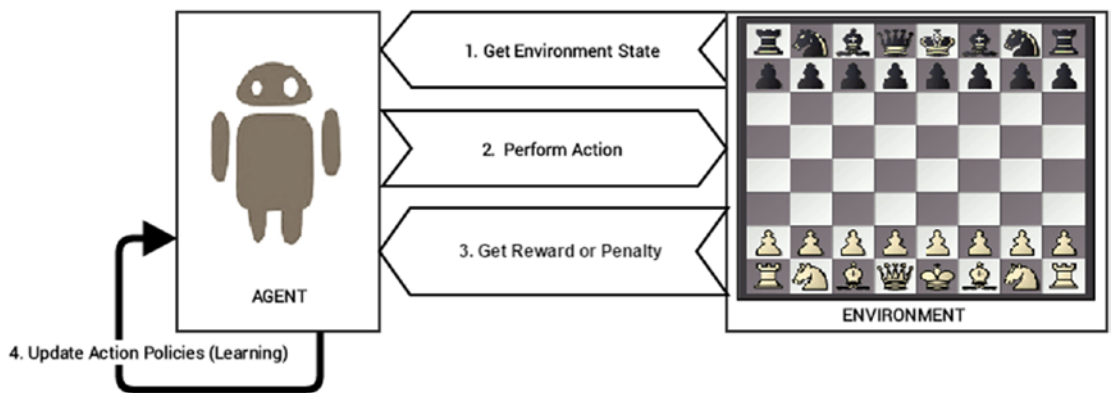 1. Get Environment State
2. Perform Action
3. Get Reward or Penalty
AGENT
ENVIRONMENT
4. Update Action Policies (Learning)